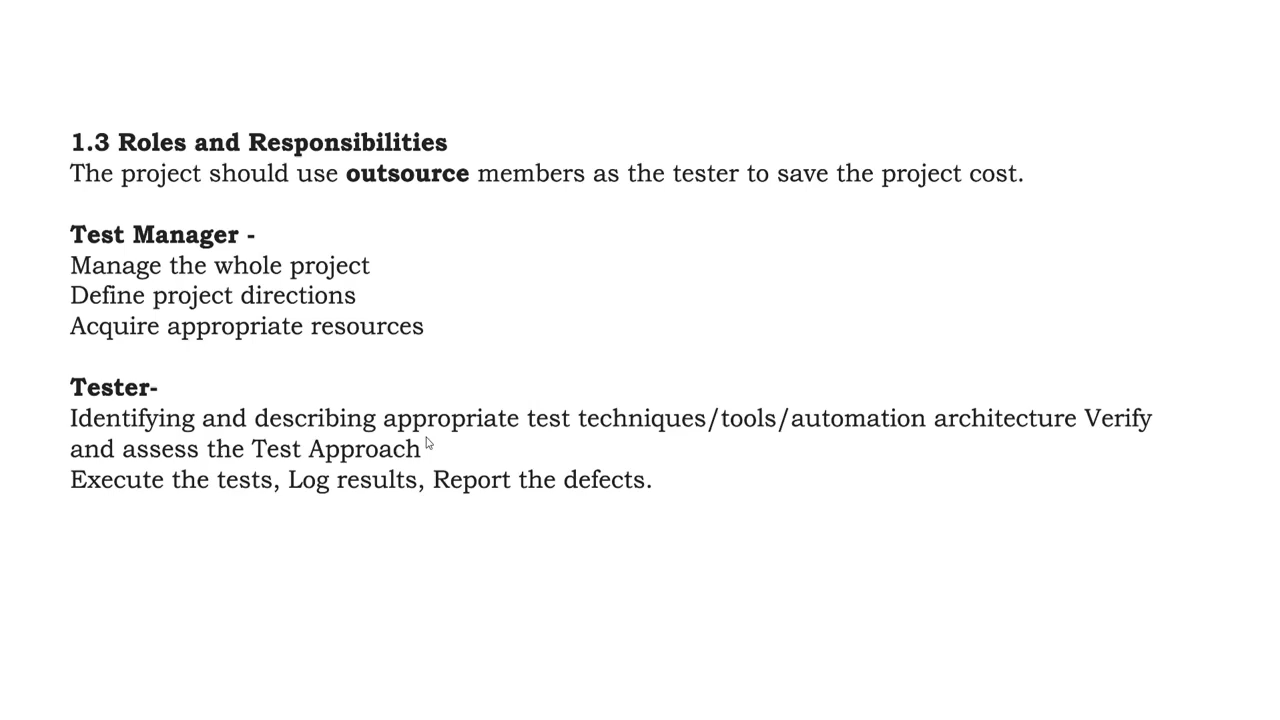 1.3 Roles and Responsibilities
The project should use outsource members as the tester to save the project cost.
Test Manager -
Manage the whole project
Define project directions
Acquire appropriate resources
Tester-
Identifying and describing appropriate test techniques/tools/automation architecture Verify
and assess the Test Approach
Execute the tests, Log results, Report the defects.